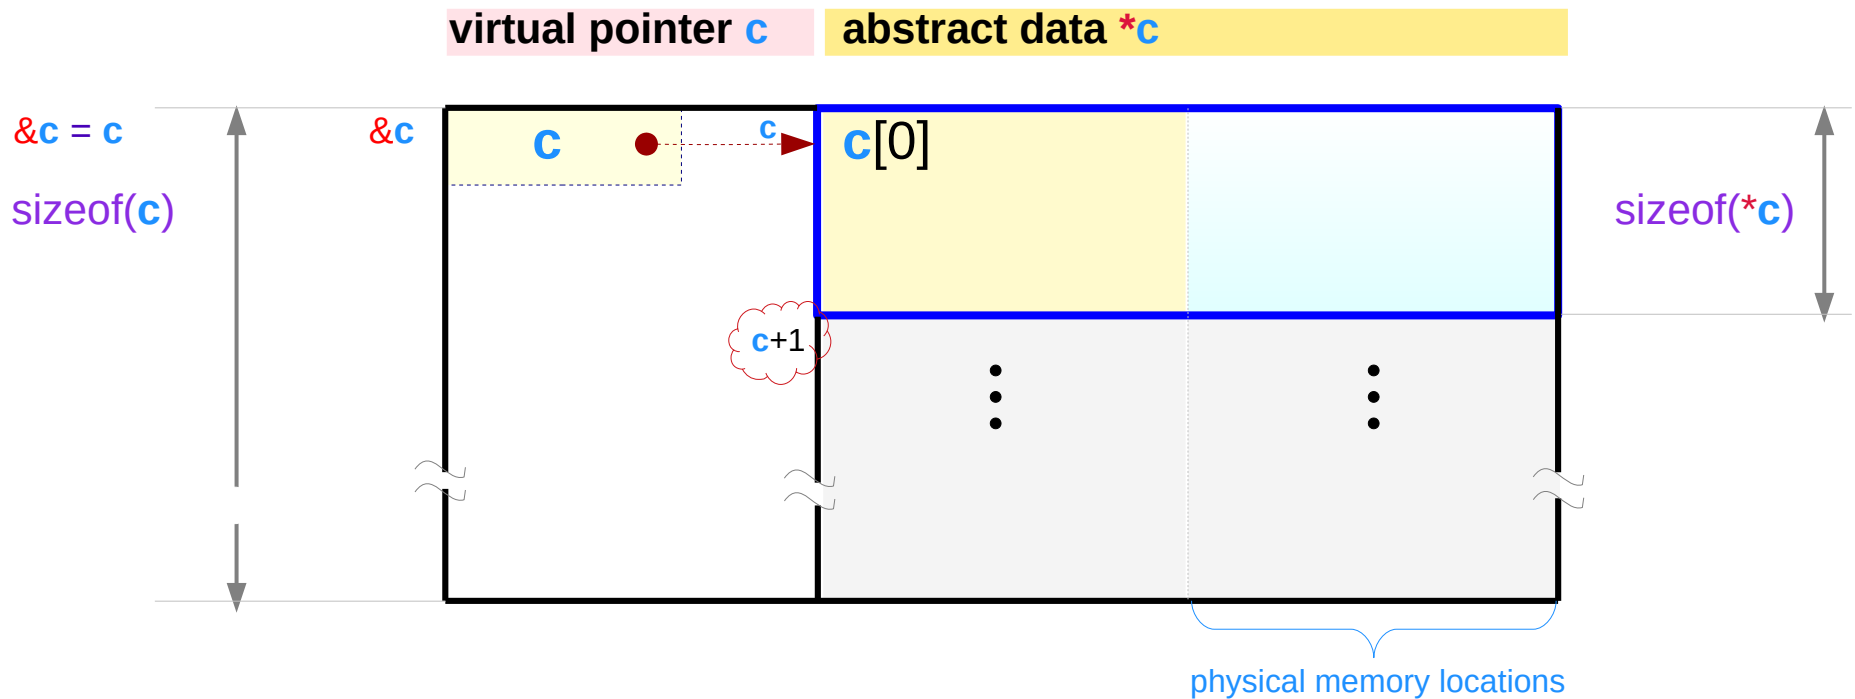 virtual pointer c
abstract data *c
&c = c
&c
c
c
c[0]
sizeof(c)
sizeof(*c)
c+1
physical memory locations